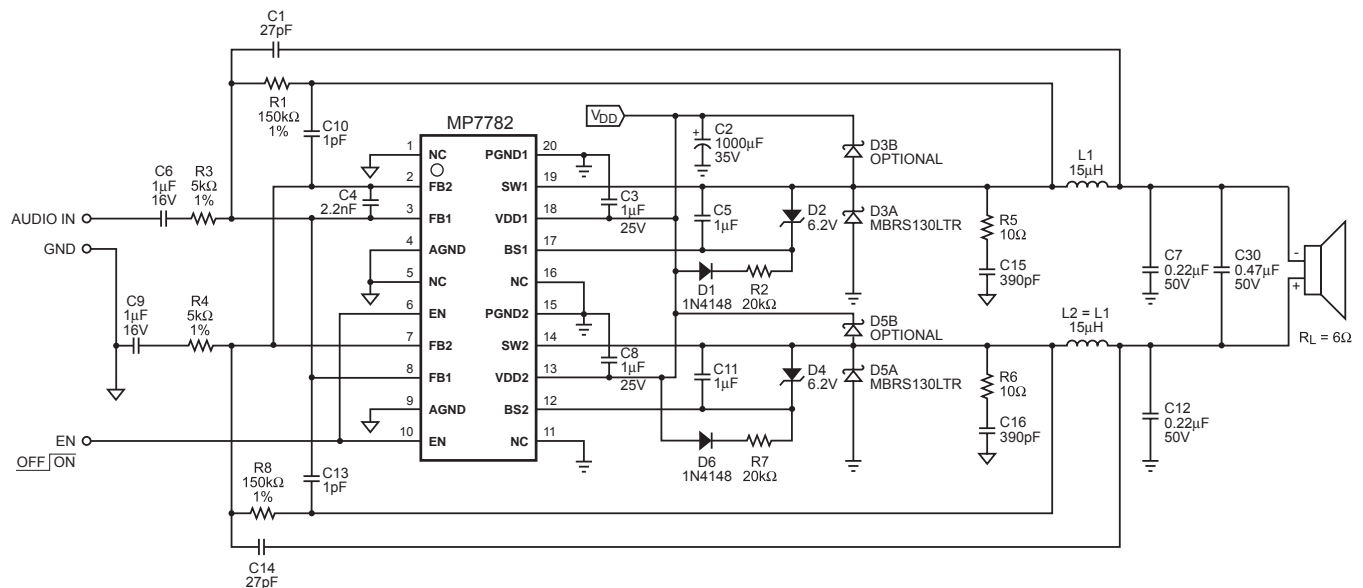 C1
27pF
R1
150kΩ
1%
C10
1pF
MP7782
VDD
C2
1000µF
35V
+
D3B
OPTIONAL
L1
15µH
C6
1µF
16V
R3
5kΩ
1%
C4
2.2nF
AUDIO IN
GND
1
NC
2
FB2
3
FB1
4
AGND
5
NC
6
EN
7
FB2
8
FB1
9
AGND
10
EN
20
PGND1
19
SW1
18
VDD1
17
BS1
16
NC
15
PGND2
14
SW2
13
VDD2
12
BS2
11
NC
C3
1µF
25V
C5
1µF
D2
6.2V
D3A
MBRS130LTR
R5
10Ω
C15
390pF
C7
0.22µF
50V
C30
0.47µF
50V
-
+
RL = 6Ω
D1
1N4148
R2
20kΩ
D5B
OPTIONAL
L2 = L1
15µH
C9
1µF
16V
R4
5kΩ
1%
C8
1µF
25V
C11
1µF
D4
6.2V
D5A
MBRS130LTR
R6
10Ω
C16
390pF
C12
0.22µF
50V
D6
1N4148
R7
20kΩ
EN
OFF ON
R8
150kΩ
1%
C13
1pF
C14
27pF